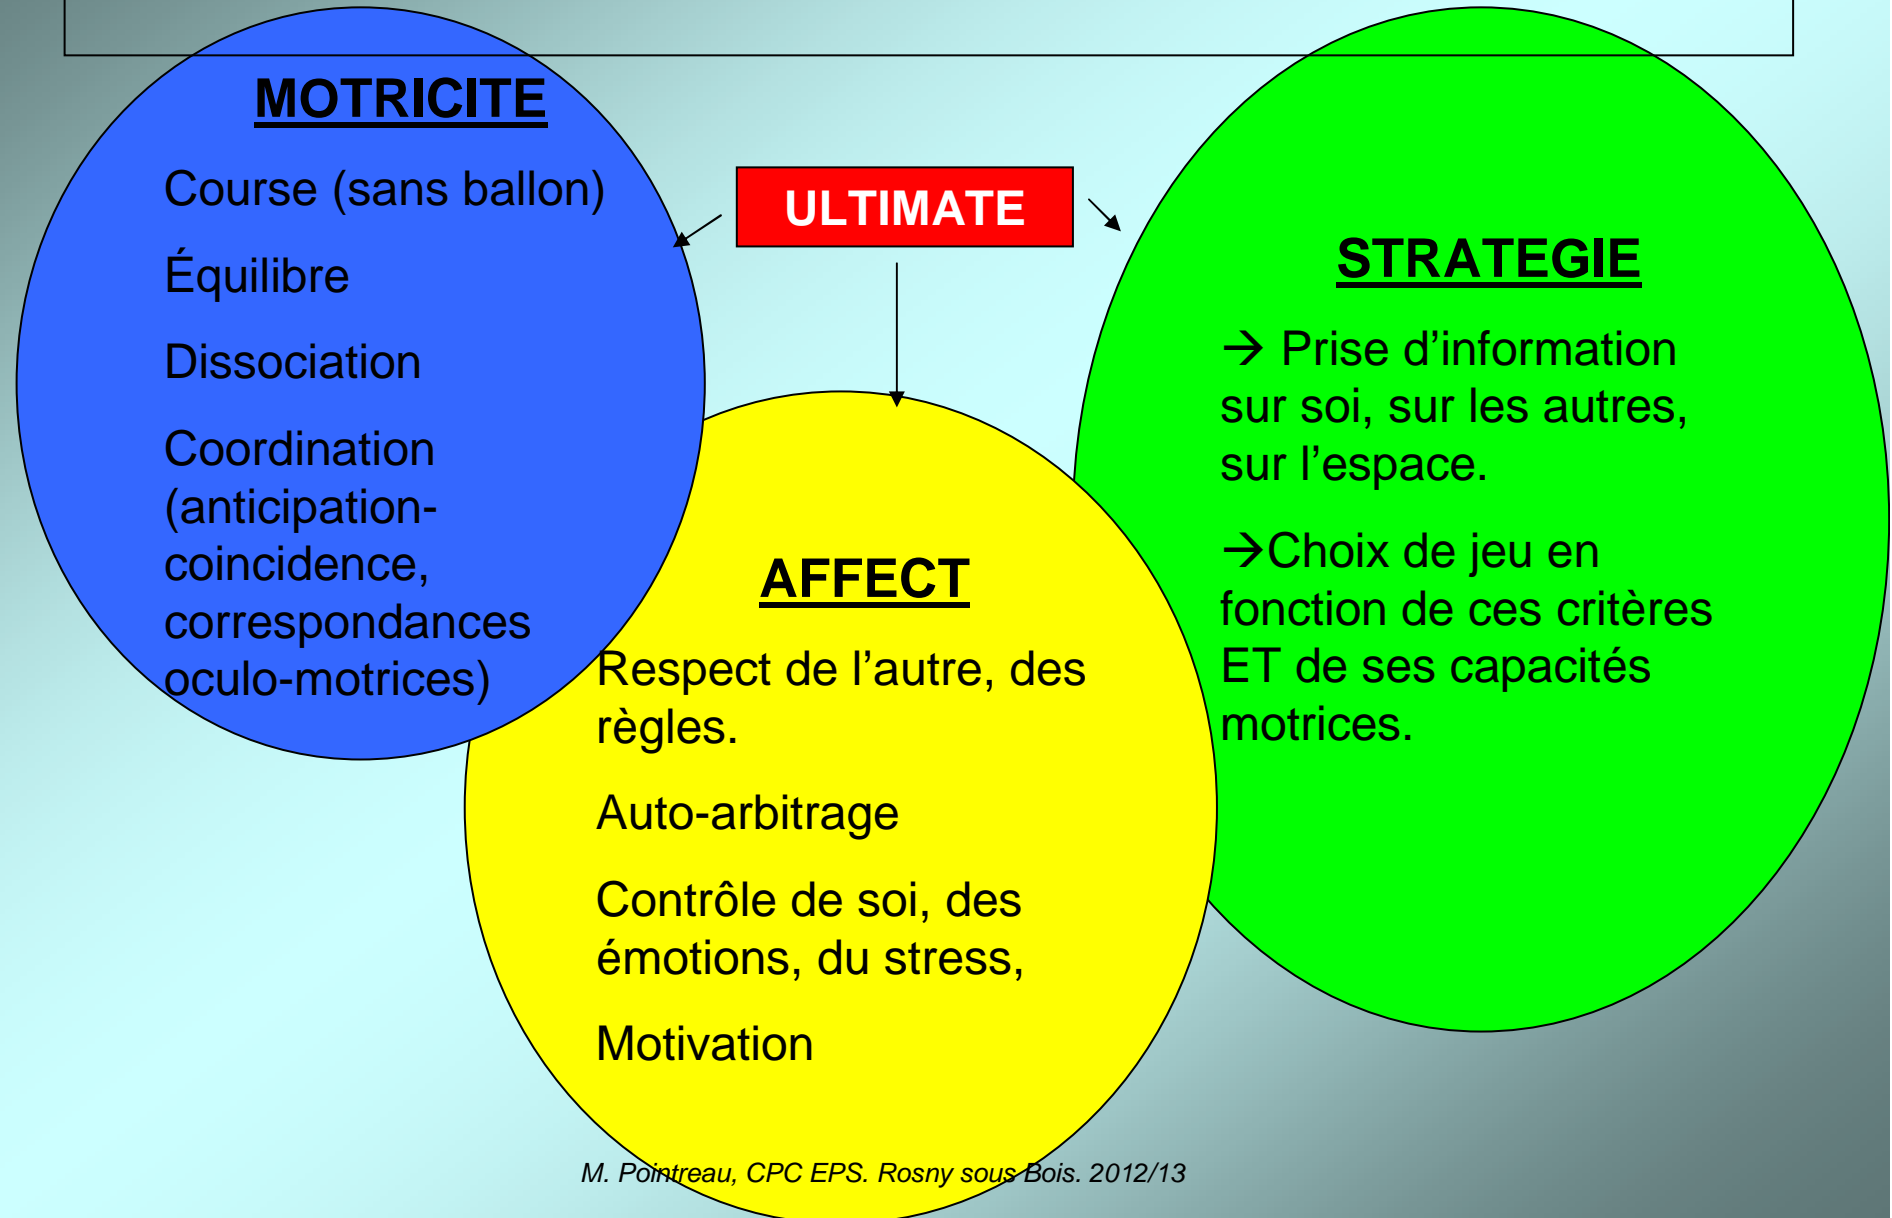 MOTRICITE
Course (sans ballon)
Équilibre
Dissociation
Coordination
(anticipation-
coincidence,
correspondances
oculo-motrices)
ULTIMATE
AFFECT
Respect de l'autre, des
règles.
Auto-arbitrage
Contrôle de soi, des
émotions, du stress,
Motivation
STRATEGIE
→ Prise d'information
sur soi, sur les autres,
sur l'espace.
→Choix de jeu en
fonction de ces critères
ET de ses capacités
motrices.
M. Pointreau, CPC EPS. Rosny sous Bois. 2012/13